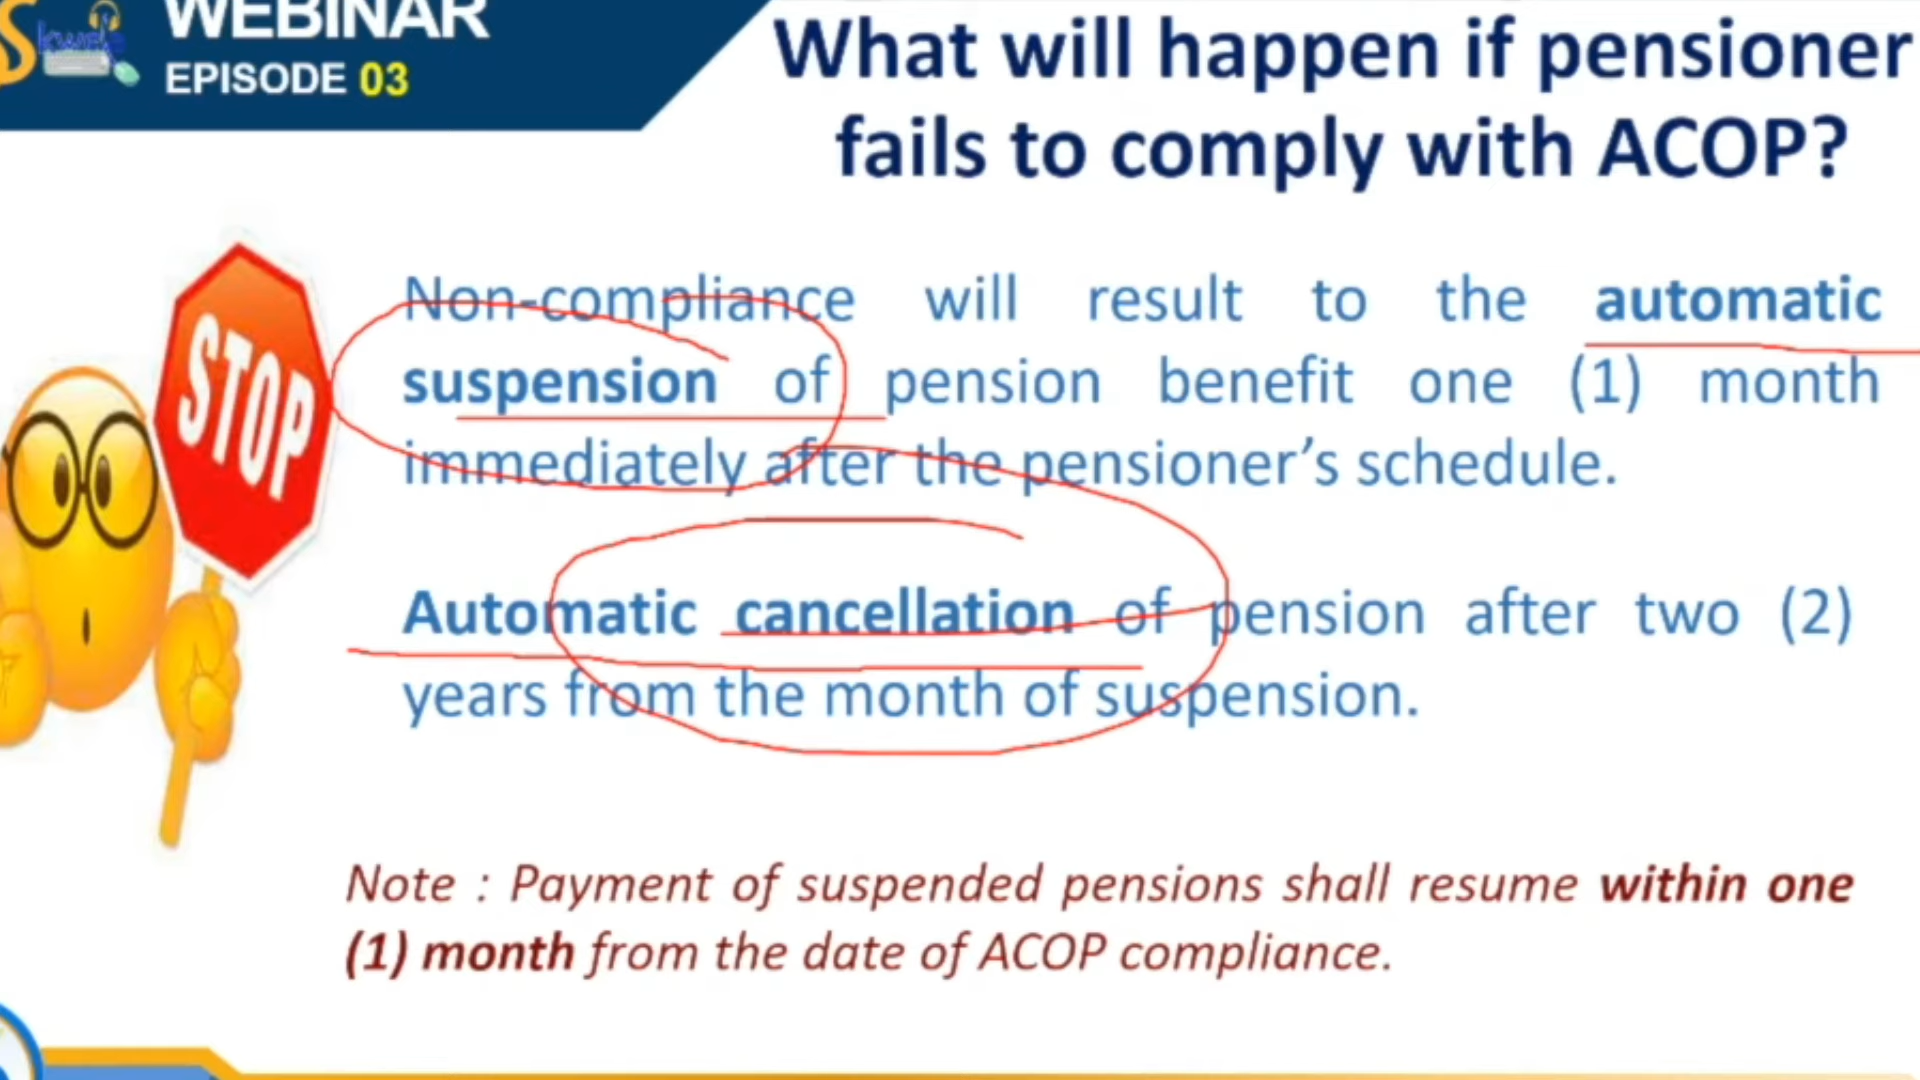 WEBINAR
EPISODE 03
What will happen if pensioner
fails to comply with ACOP?
STOP
Non-compliance will result to the automatic
suspension of pension benefit one (1) month
immediately after the pensioner’s schedule.
Automatic cancellation of pension after two (2)
years from the month of suspension.
Note : Payment of suspended pensions shall resume within one
(1) month from the date of ACOP compliance.